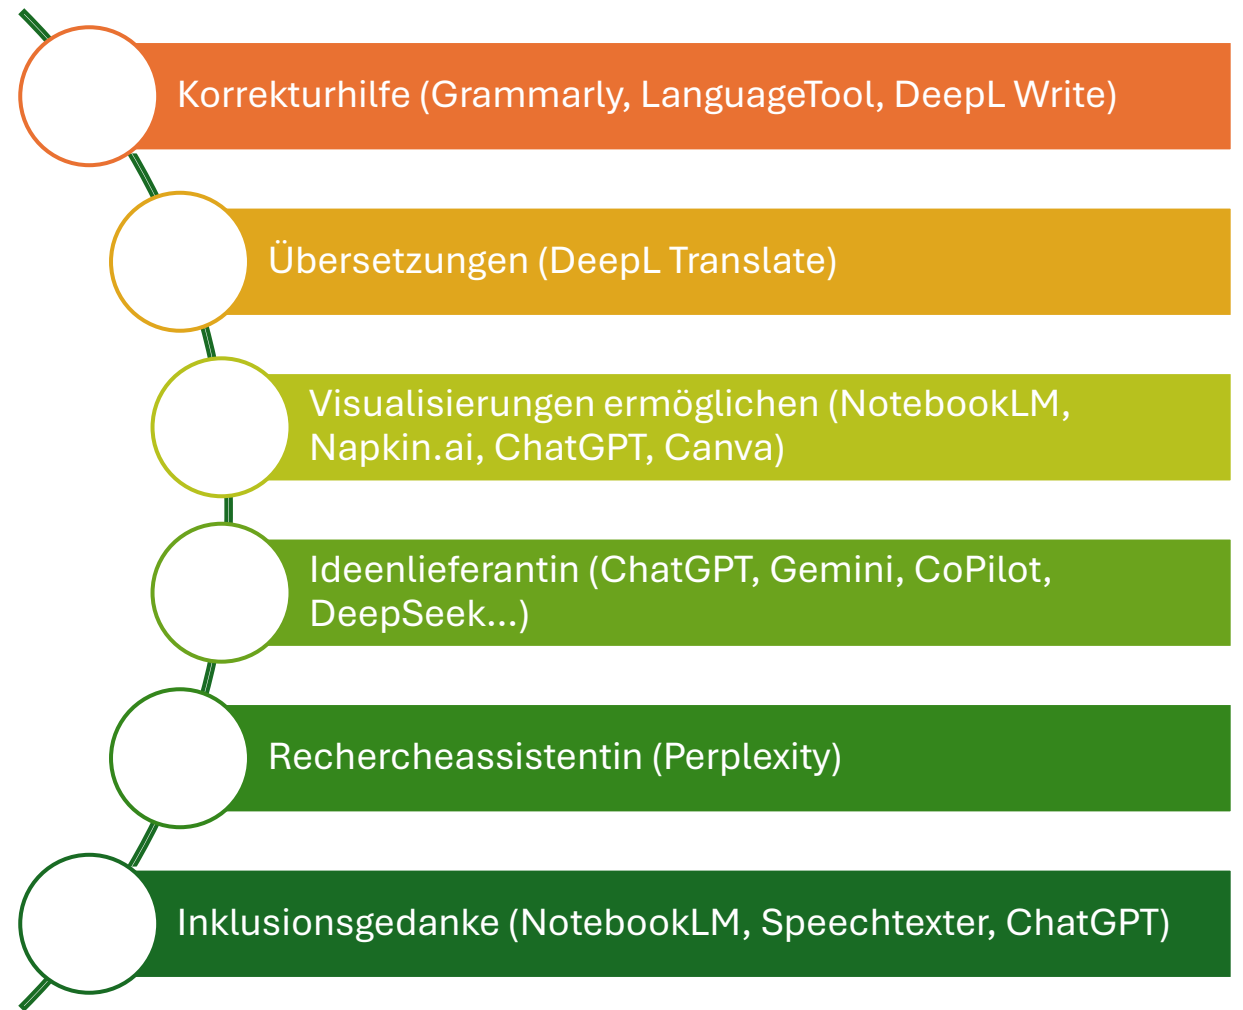 Korrekturhilfe (Grammarly, LanguageTool, DeepL Write)
Übersetzungen (DeepL Translate)
Visualisierungen ermöglichen (NotebookLM,
Napkin.ai, ChatGPT, Canva)
Ideenlieferantin (ChatGPT, Gemini, CoPilot,
DeepSeek...)
Rechercheassistentin (Perplexity)
Inklusionsgedanke (NotebookLM, Speechtexter, ChatGPT)